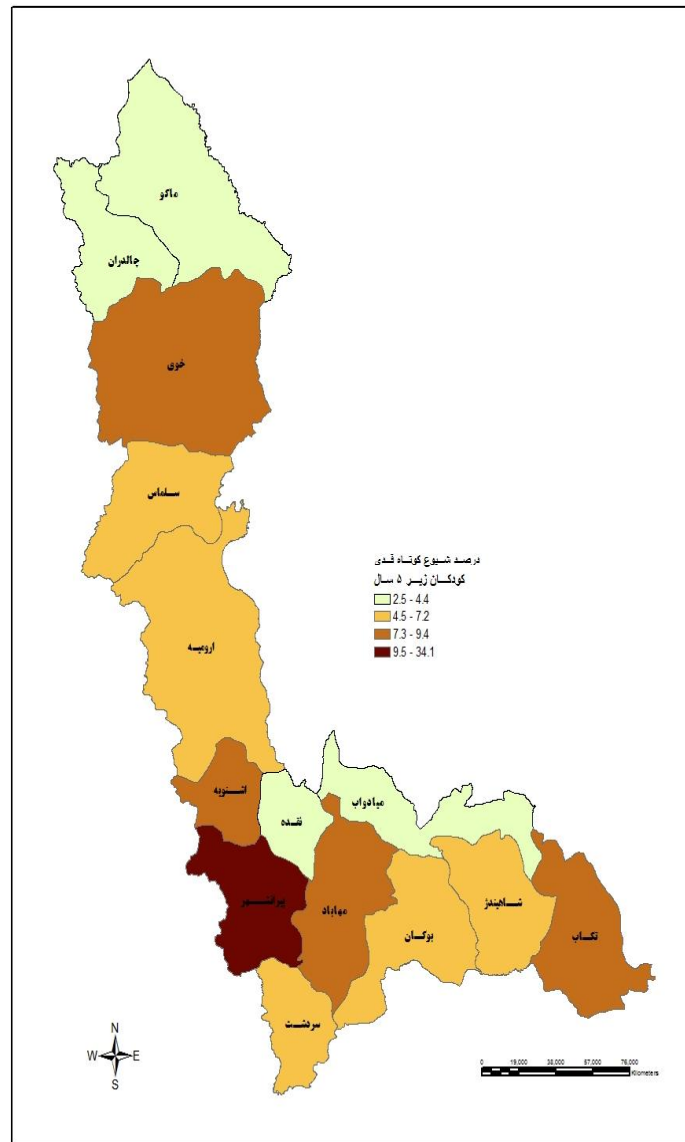 ماکو
چالدران
خوی
سلماس
ارومیه
درصد شیوع کوتاه قدی
کودکان زیر ۵ سال
2.5 - 4.4
4.5 - 7.2
7.3 - 9.4
9.5 - 34.1
اشنویه
نقده
میادواب
پرانشهر
مهاباد
بوکان
شاهیندژ
تکاب
سردشت
N
W E
S
0 19,000 38,000 57,000 76,000
Kilometers